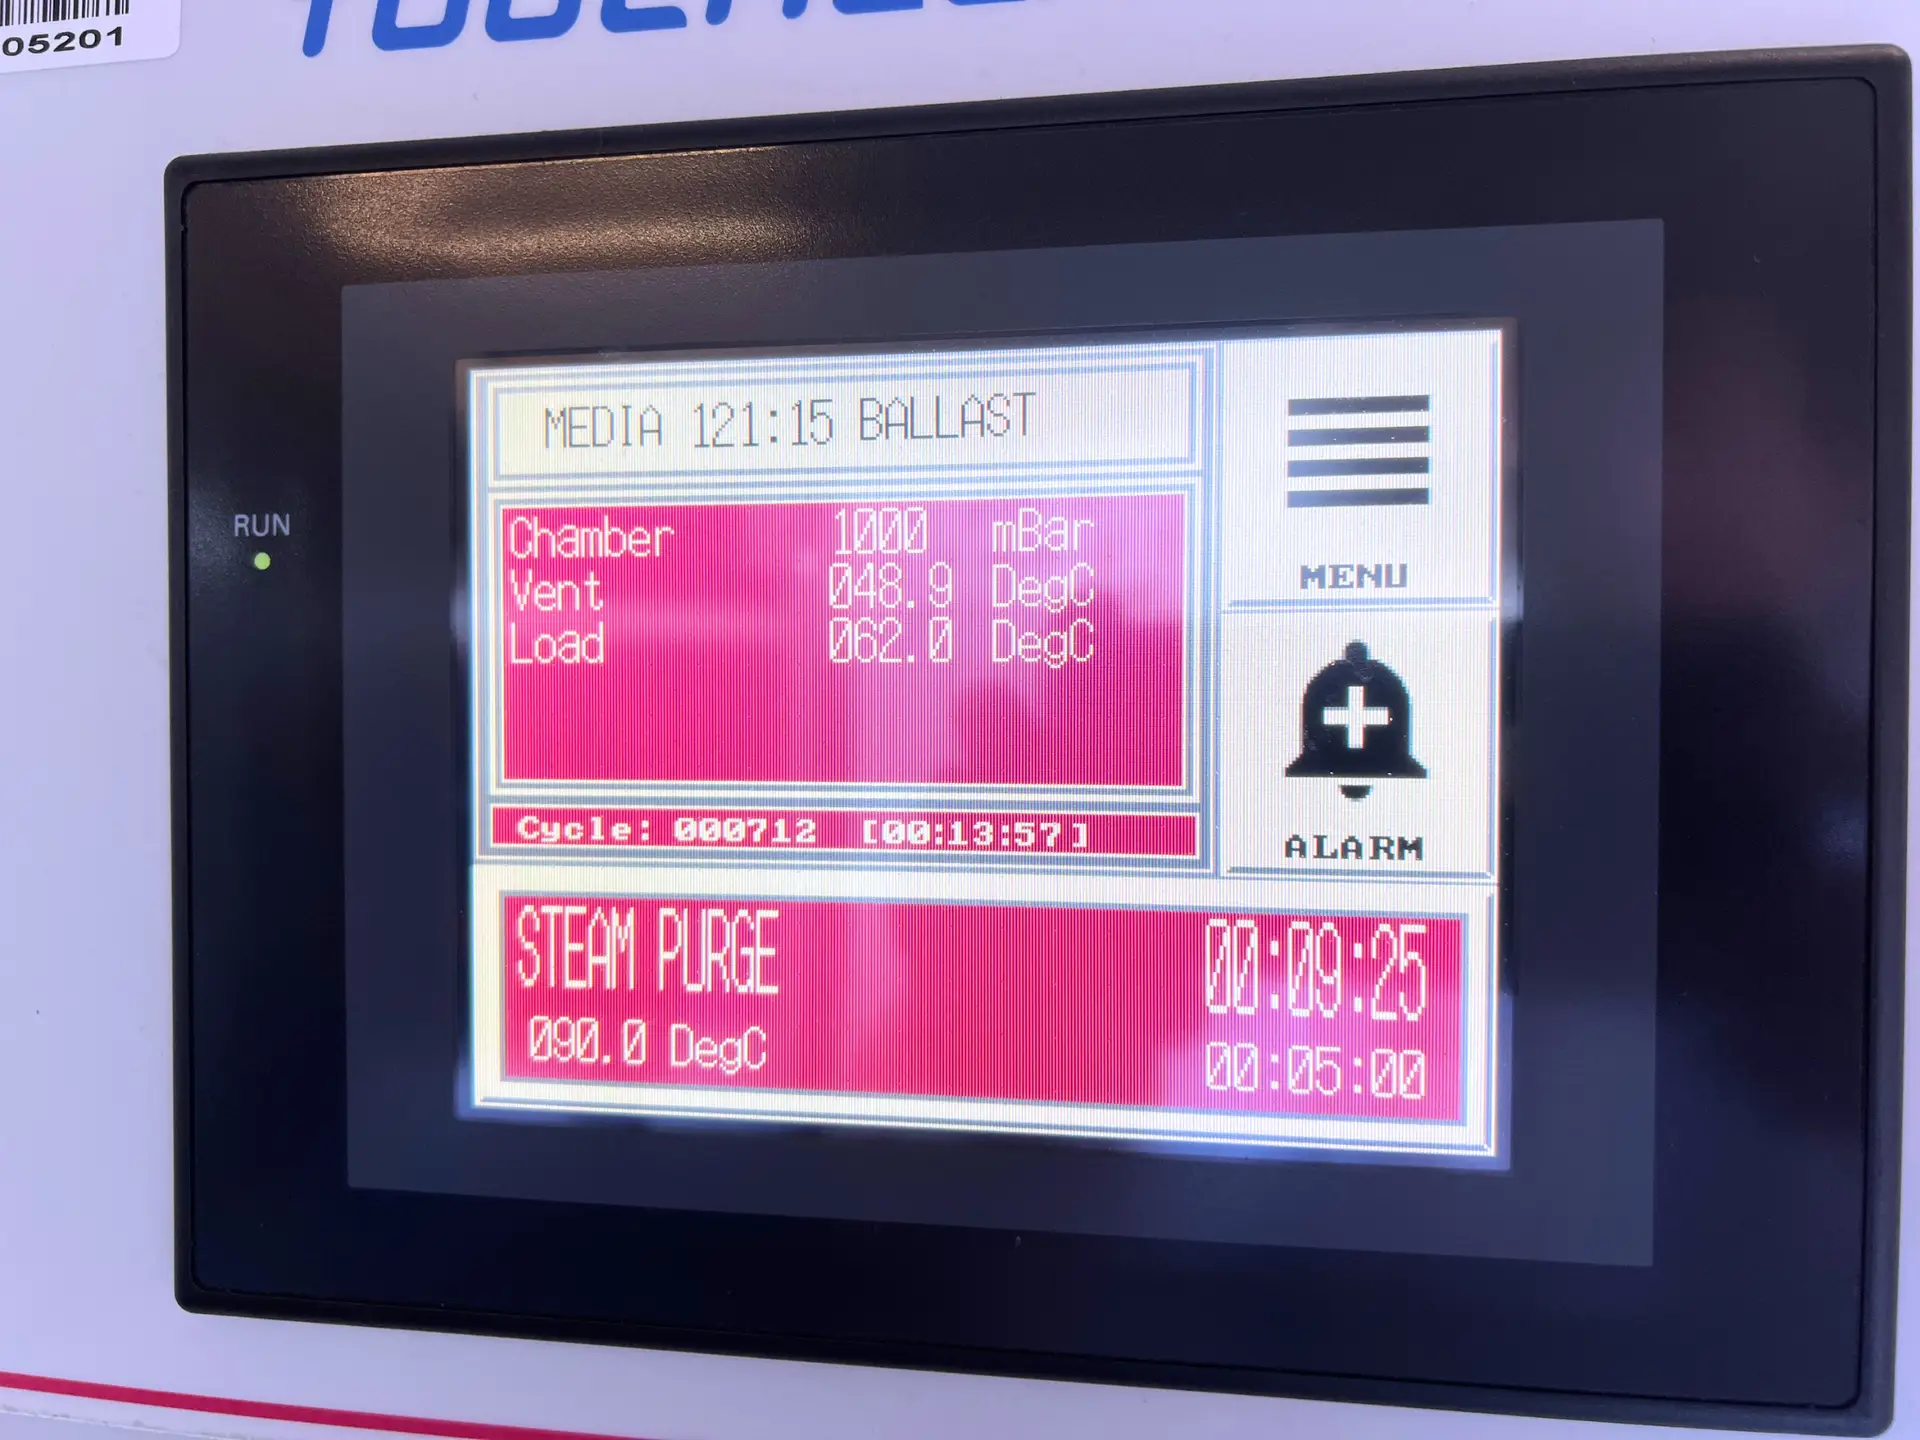 05201
RUN
MEDIA 121:15 BALLAST
Chamber 1000 mBar
Vent 048.9 DegC
Load 062.0 DegC
Cycle: 000712 [00:13:57]
MENU
ALARM
STEAM PURGE 00:09:25
090.0 DegC 00:05:00